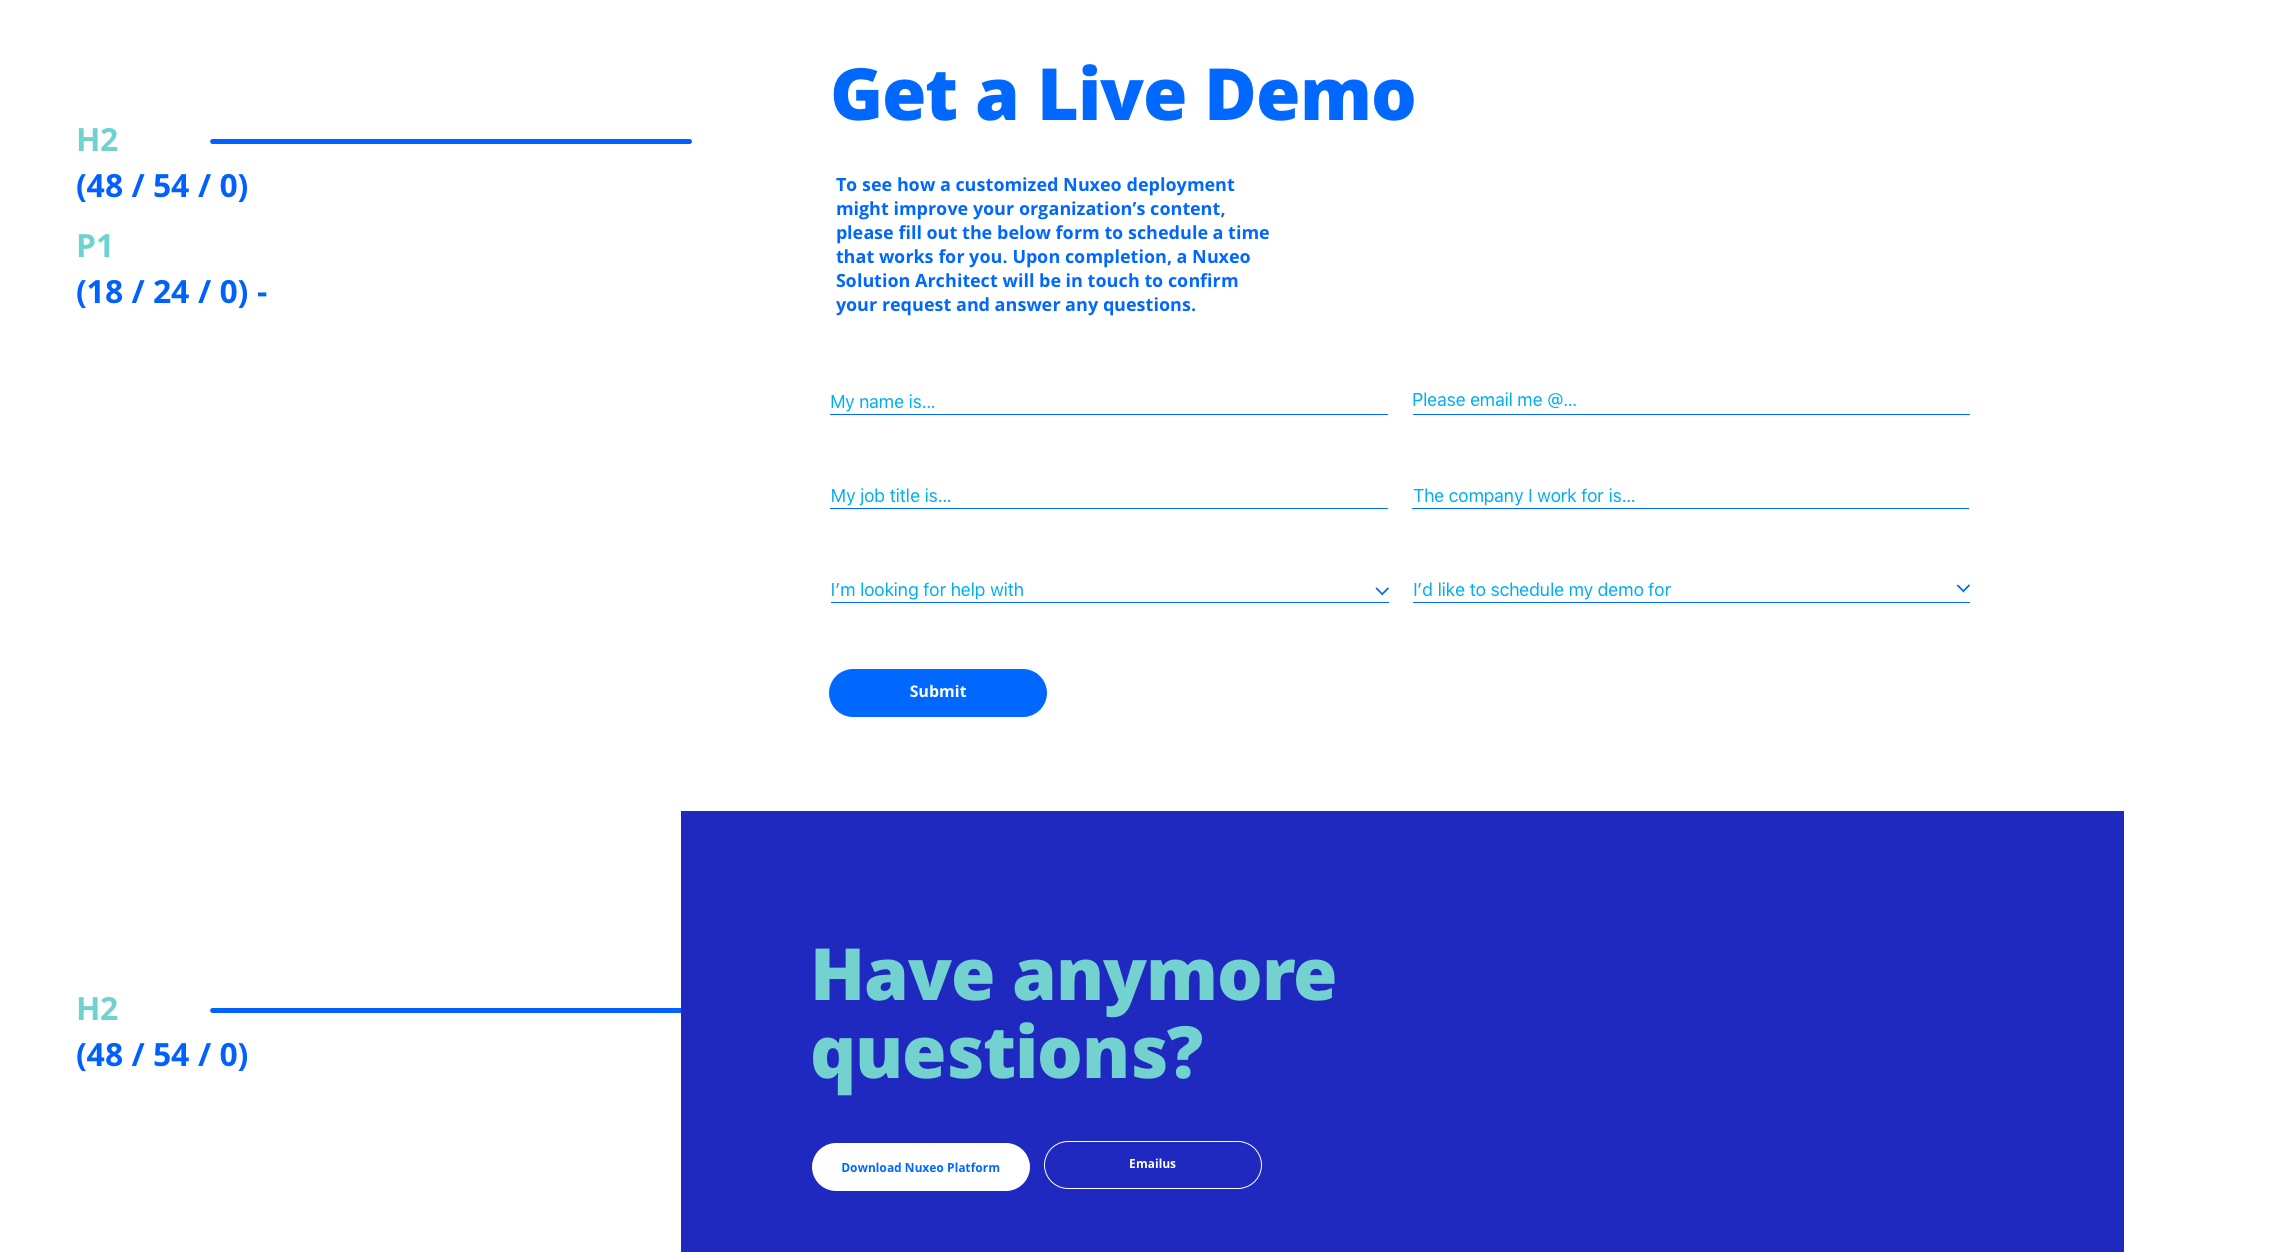 H2
(48 / 54 / 0)
P1
(18 / 24 / 0) -
Get a Live Demo
To see how a customized Nuxeo deployment
might improve your organization’s content,
please fill out the below form to schedule a time
that works for you. Upon completion, a Nuxeo
Solution Architect will be in touch to confirm
your request and answer any questions.
My name is...
Please email me @...
My job title is...
The company I work for is...
I’m looking for help with
I’d like to schedule my demo for
Submit
H2
(48 / 54 / 0)
Have anymore
questions?
Download Nuxeo Platform
Emailus